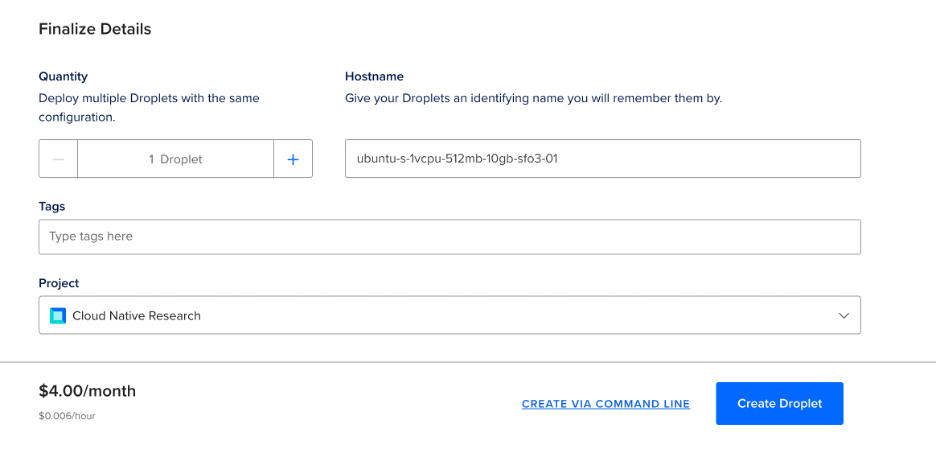 Finalize Details
Quantity
Deploy multiple Droplets with the same
configuration.
1 Droplet
Hostname
Give your Droplets an identifying name you will remember them by.
ubuntu-s-1vcpu-512mb-10gb-sfo3-01
Tags
Type tags here
Project
Cloud Native Research
$4.00/month
$0.006/hour
CREATE VIA COMMAND LINE
Create Droplet